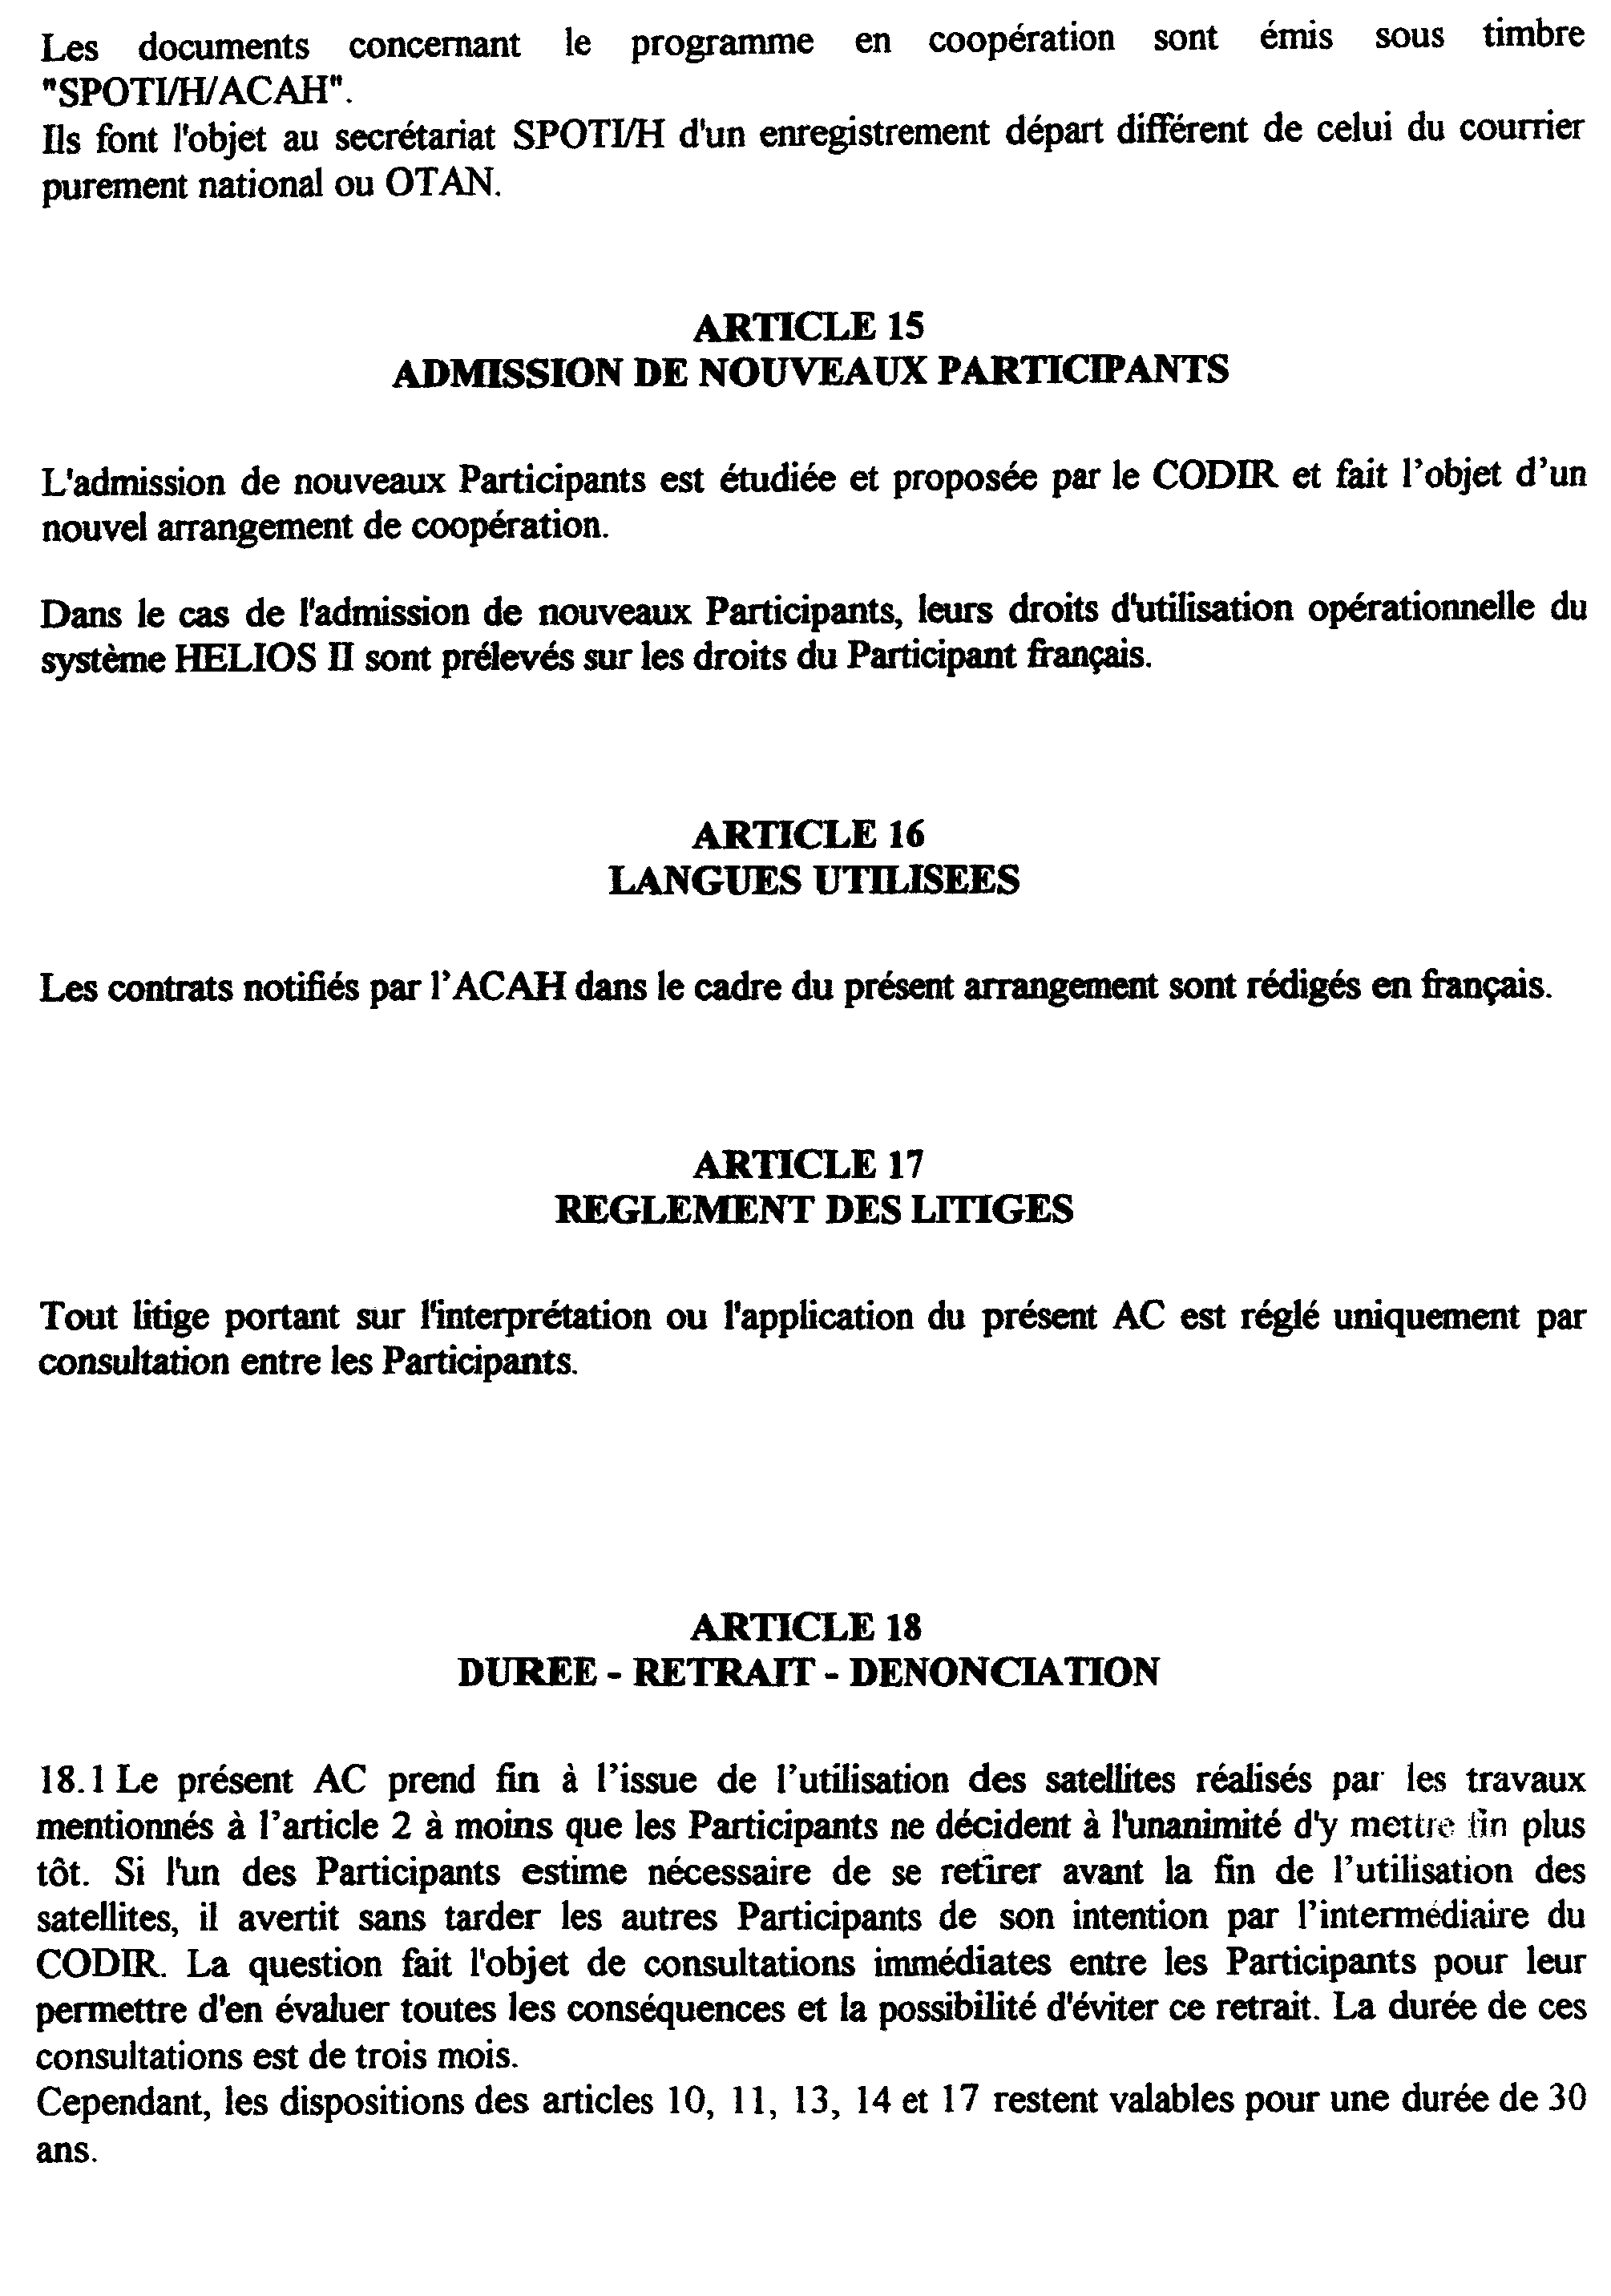 Les documents concernant le programme en coopération sont émis sous timbre
"SPOTI/H/ACAH".
Ils font l'objet au secrétariat SPOTI/H d'un enregistrement départ différent de celui du courrier
purement national ou OTAN.
ARTICLE 15
ADMISSION DE NOUVEAUX PARTICIPANTS
L'admission de nouveaux Participants est étudiée et proposée par le CODIR et fait l’objet d’un
nouvel arrangement de coopération.
Dans le cas de l'admission de nouveaux Participants, leurs droits d'utilisation opérationnelle du
système HELIOS II sont prélevés sur les droits du Participant français.
ARTICLE 16
LANGUES UTILISEES
Les contrats notifiés par l’ACAH dans le cadre du présent arrangement sont rédigés en français.
ARTICLE 17
REGLEMENT DES LITIGES
Tout litige portant sur l'interprétation ou l'application du présent AC est réglé uniquement par
consultation entre les Participants.
ARTICLE 18
DUREE - RETRAIT - DENONCIATION
18.1 Le présent AC prend fin à l’issue de l’utilisation des satellites réalisés par les travaux
mentionnés à l’article 2 à moins que les Participants ne décident à l'unanimité d'y mettre fin plus
tôt. Si l'un des Participants estime nécessaire de se retirer avant la fin de l’utilisation des
satellites, il avertit sans tarder les autres Participants de son intention par l’intermédiaire du
CODIR. La question fait l'objet de consultations immédiates entre les Participants pour leur
permettre d'en évaluer toutes les conséquences et la possibilité d'éviter ce retrait. La durée de ces
consultations est de trois mois.
Cependant, les dispositions des articles 10, 11, 13, 14 et 17 restent valables pour une durée de 30
ans.